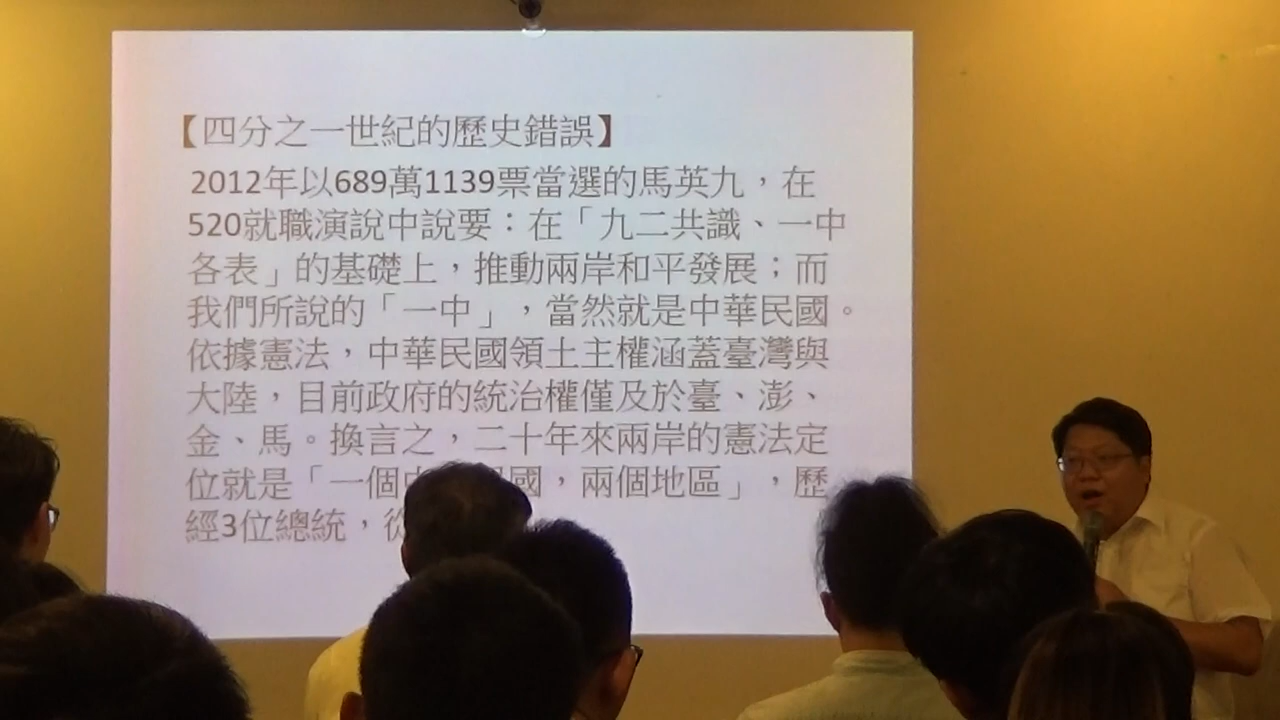 【四分之一世紀的歷史錯誤】
2012年以689萬1139票當選的馬英九，在
520就職演說中說要：在「九二共識、一中
各表」的基礎上，推動兩岸和平發展；而
我們所說的「一中」，當然就是中華民國。
依據憲法，中華民國領土主權涵蓋臺灣與
大陸，目前政府的統治權僅及於臺、澎、
金、馬。換言之，二十年來兩岸的憲法定
位就是「一個中 國，兩個地區」，歷
經3位總統，從